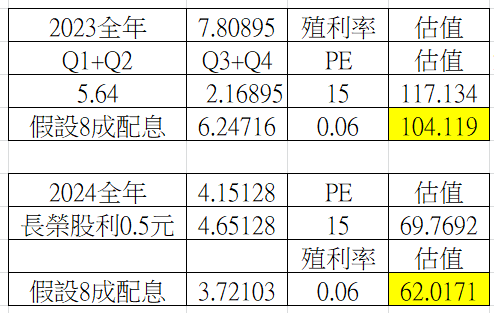 2023全年 7.80895 殖利率 估值
Q1+Q2 Q3+Q4 PE 估值
5.64 2.16895 15 117.134
假設8成配息 6.24716 0.06 104.119
2024全年 4.15128 PE 估值
長榮股利0.5元 4.65128 15 69.7692
殖利率 估值
假設8成配息 3.72103 0.06 62.0171